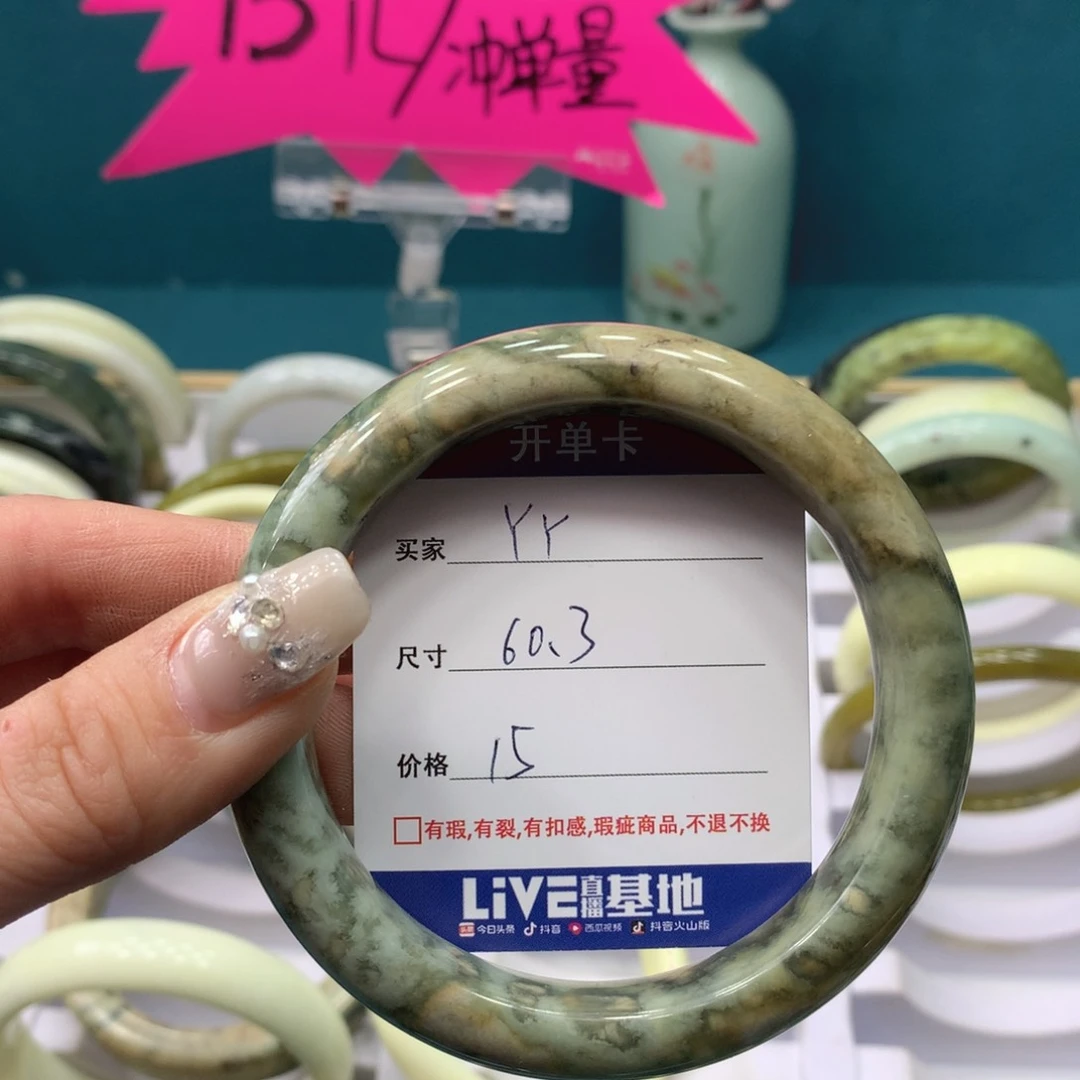 冲单量
开单卡
买家 YY
尺寸 60.3
价格 15
有瑕,有裂,有扣感,瑕疵商品,不退不换
LiVE直播基地
头条 今日头条 抖音 西瓜视频 抖音火山版